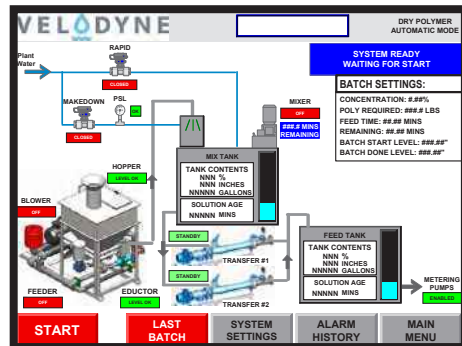 VELODYNE
DRY POLYMER
AUTOMATIC MODE
Plant
Water
RAPID
CLOSED
SYSTEM READY
WAITING FOR START
MAKEDOWN
CLOSED
PSL
OK
MIXER
OFF
###.# MINS
REMAINING
BATCH SETTINGS:
CONCENTRATION: #.##%
POLY REQUIRED: ###.# LBS
FEED TIME: ##.## MINS
REMAINING: ##.## MINS
BATCH START LEVEL: ###.##"
BATCH DONE LEVEL: ###.##"
HOPPER
LEVEL OK
MIX TANK
TANK CONTENTS
NNN %
NNN INCHES
NNNNN GALLONS
SOLUTION AGE
NNNNN MINS
BLOWER
OFF
STANDBY
TRANSFER #1
STANDBY
TRANSFER #2
FEED TANK
TANK CONTENTS
NNN %
NNN INCHES
NNNNN GALLONS
SOLUTION AGE
NNNNN MINS
METERING
PUMPS
ENABLED
FEEDER
OFF
EDUCTOR
LEVEL OK
START
LAST
BATCH
SYSTEM
SETTINGS
ALARM
HISTORY
MAIN
MENU